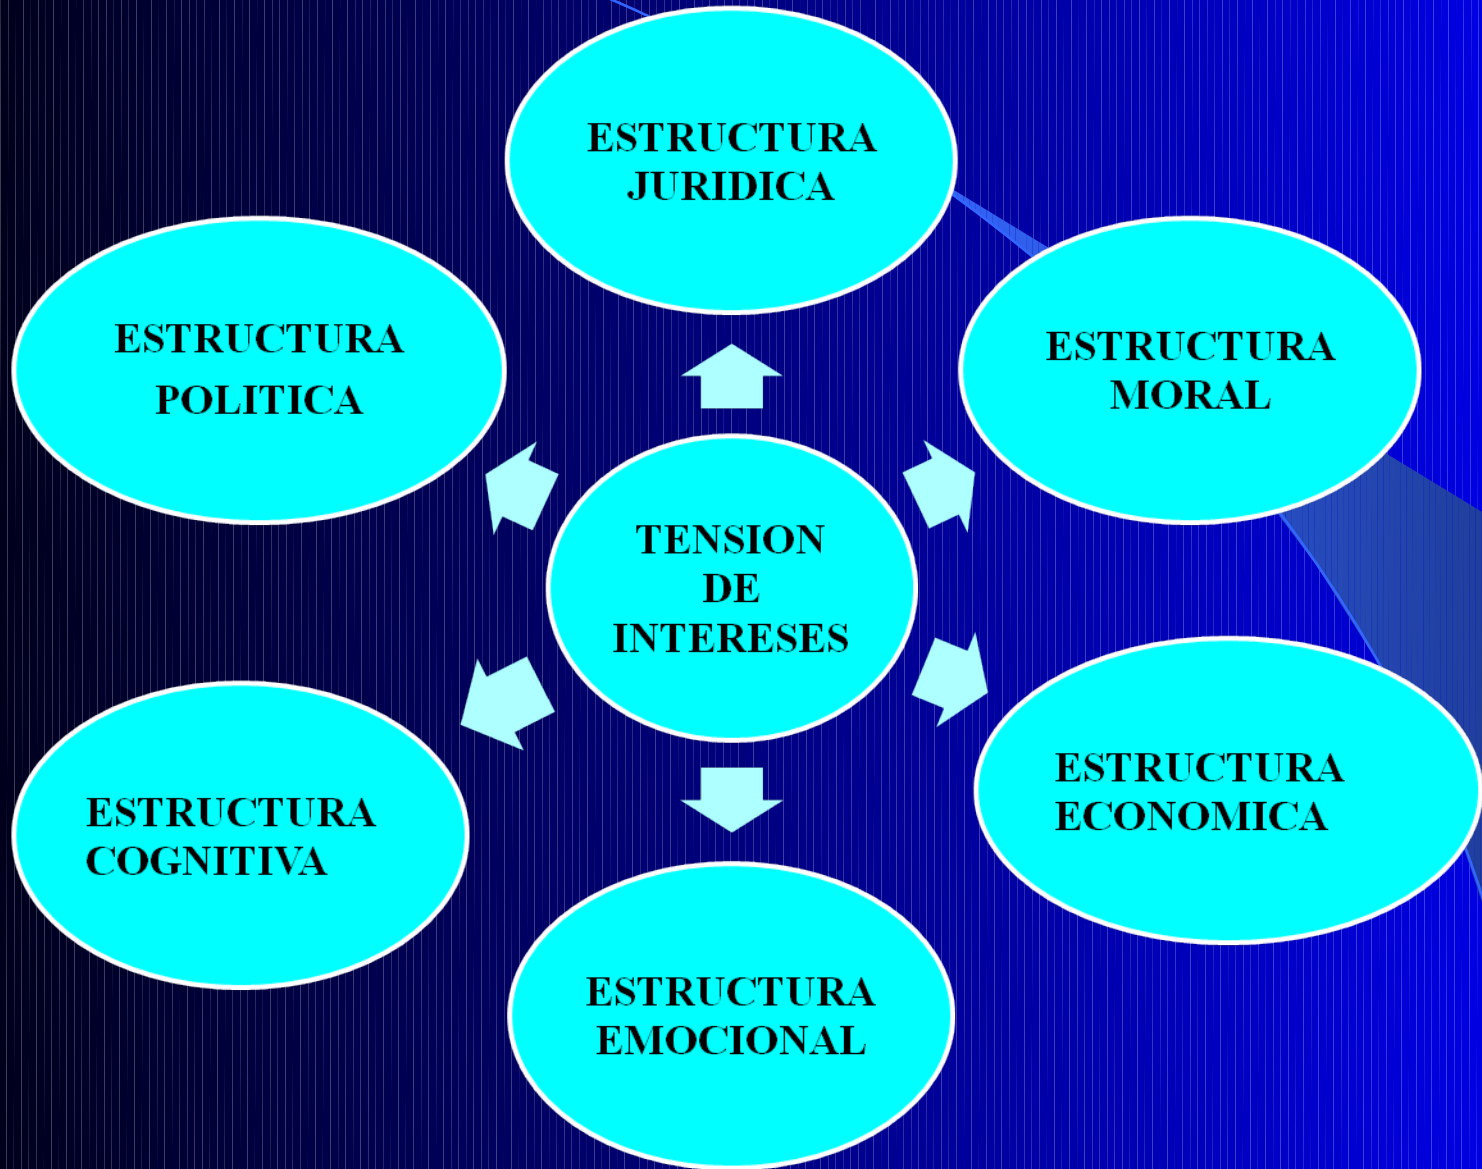 ESTRUCTURA
JURIDICA
ESTRUCTURA
POLITICA
ESTRUCTURA
MORAL
TENSION
DE
INTERESES
ESTRUCTURA
COGNITIVA
ESTRUCTURA
ECONOMICA
ESTRUCTURA
EMOCIONAL